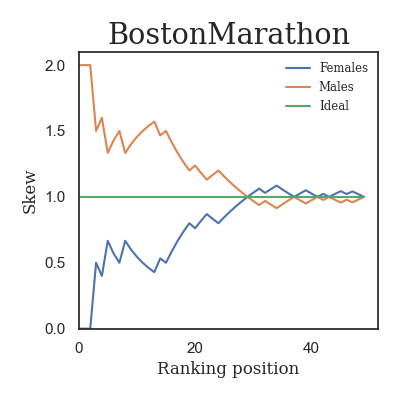 BostonMarathon
2.0
1.5
1.0
0.5
0.0
Skew
0 20 40
Ranking position
Females
Males
Ideal